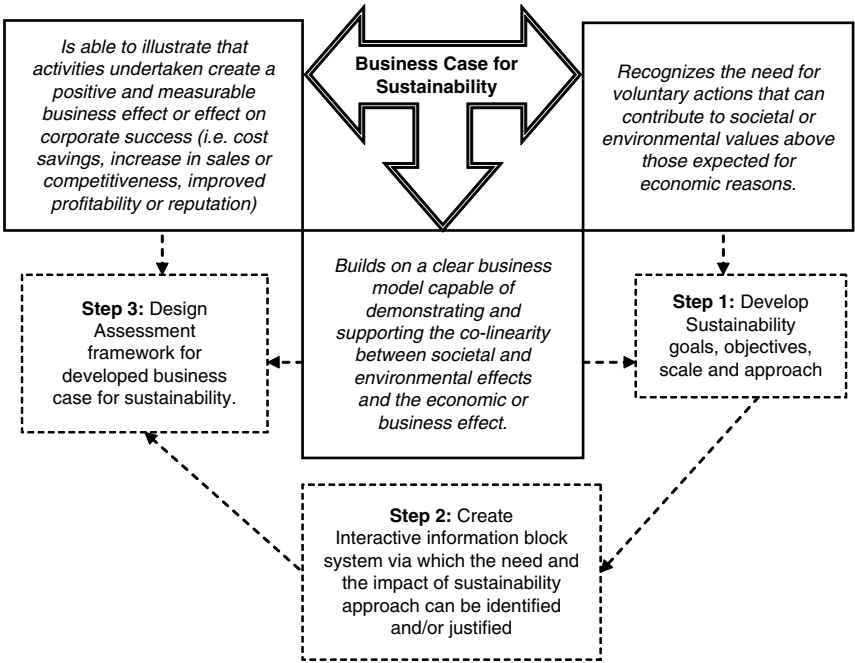 Is able to illustrate that
activities undertaken create a
positive and measurable
business effect or effect on
corporate success (i.e. cost
savings, increase in sales or
competitiveness, improved
profitability or reputation)
Business Case for
Sustainability
Recognizes the need for
voluntary actions that can
contribute to societal or
environmental values above
those expected for
economic reasons.
Builds on a clear business
model capable of
demonstrating and
supporting the co-linearity
between societal and
environmental effects
and the economic or
business effect.
Step 3: Design
Assessment
framework for
developed business
case for sustainability.
Step 1: Develop
Sustainability
goals, objectives,
scale and approach
Step 2: Create
Interactive information block
system via which the need and
the impact of sustainability
approach can be identified
and/or justified